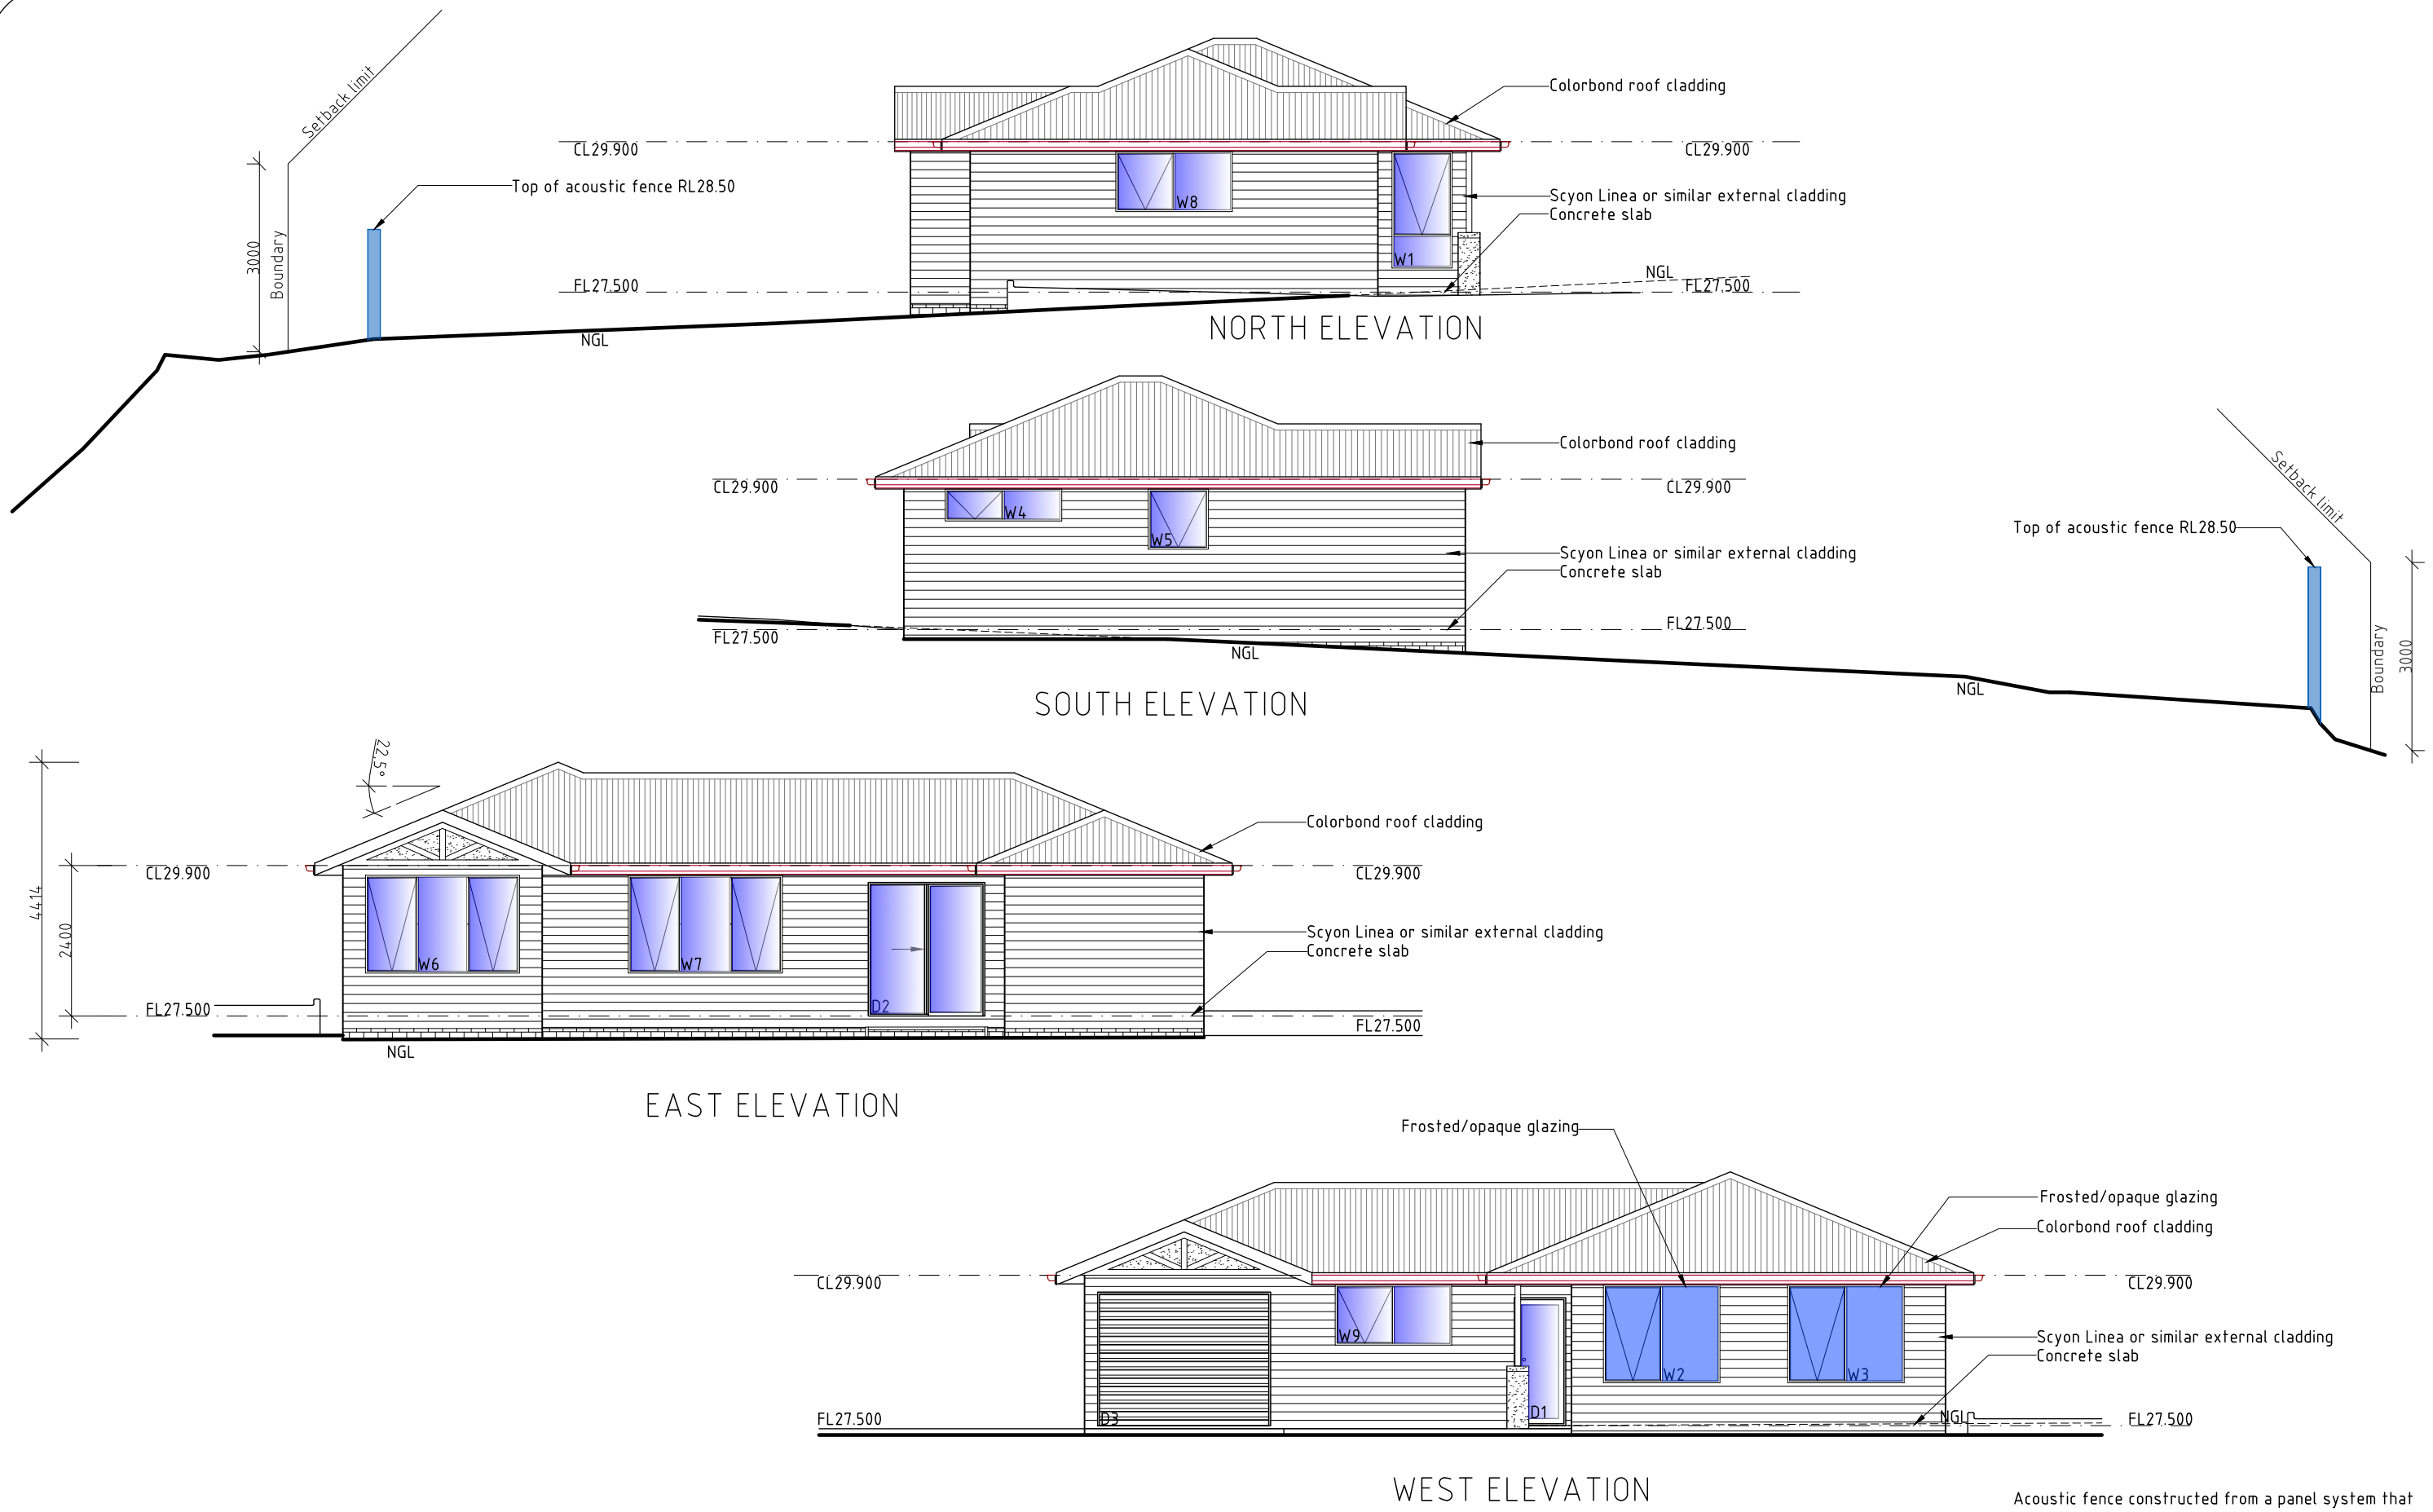 Setback limit
Colorbond roof cladding
CL29.900
CL29.900
Top of acoustic fence RL28.50
Scyon Linea or similar external cladding
W8
Concrete slab
3000
Boundary
W1
NGL
FL27.500
FL27.500
NORTH ELEVATION
NGL
Colorbond roof cladding
Setback limit
CL29.900
CL29.900
W4
Top of acoustic fence RL28.50
W5
Scyon Linea or similar external cladding
Concrete slab
FL27.500
FL27.500
NGL
Boundary
3000
NGL
SOUTH ELEVATION
22.5°
Colorbond roof cladding
CL29.900
CL29.900
4414
2400
Scyon Linea or similar external cladding
Concrete slab
W6
W7
D2
FL27.500
FL27.500
NGL
EAST ELEVATION
Frosted/opaque glazing
Frosted/opaque glazing
Colorbond roof cladding
CL29.900
CL29.900
W9
Scyon Linea or similar external cladding
Concrete slab
W2
W3
D3
D1
NGL
FL27.500
FL27.500
WEST ELEVATION
Acoustic fence constructed from a panel system that